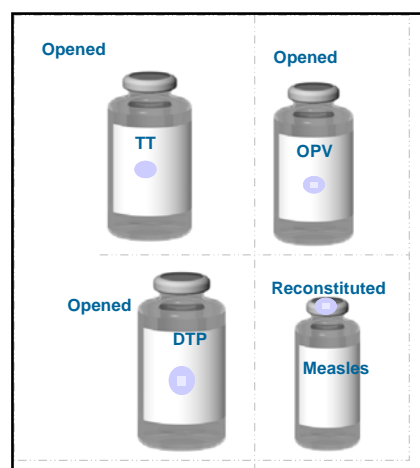 Opened
TT
Opened
OPV
Opened
DTP
Reconstituted
Measles